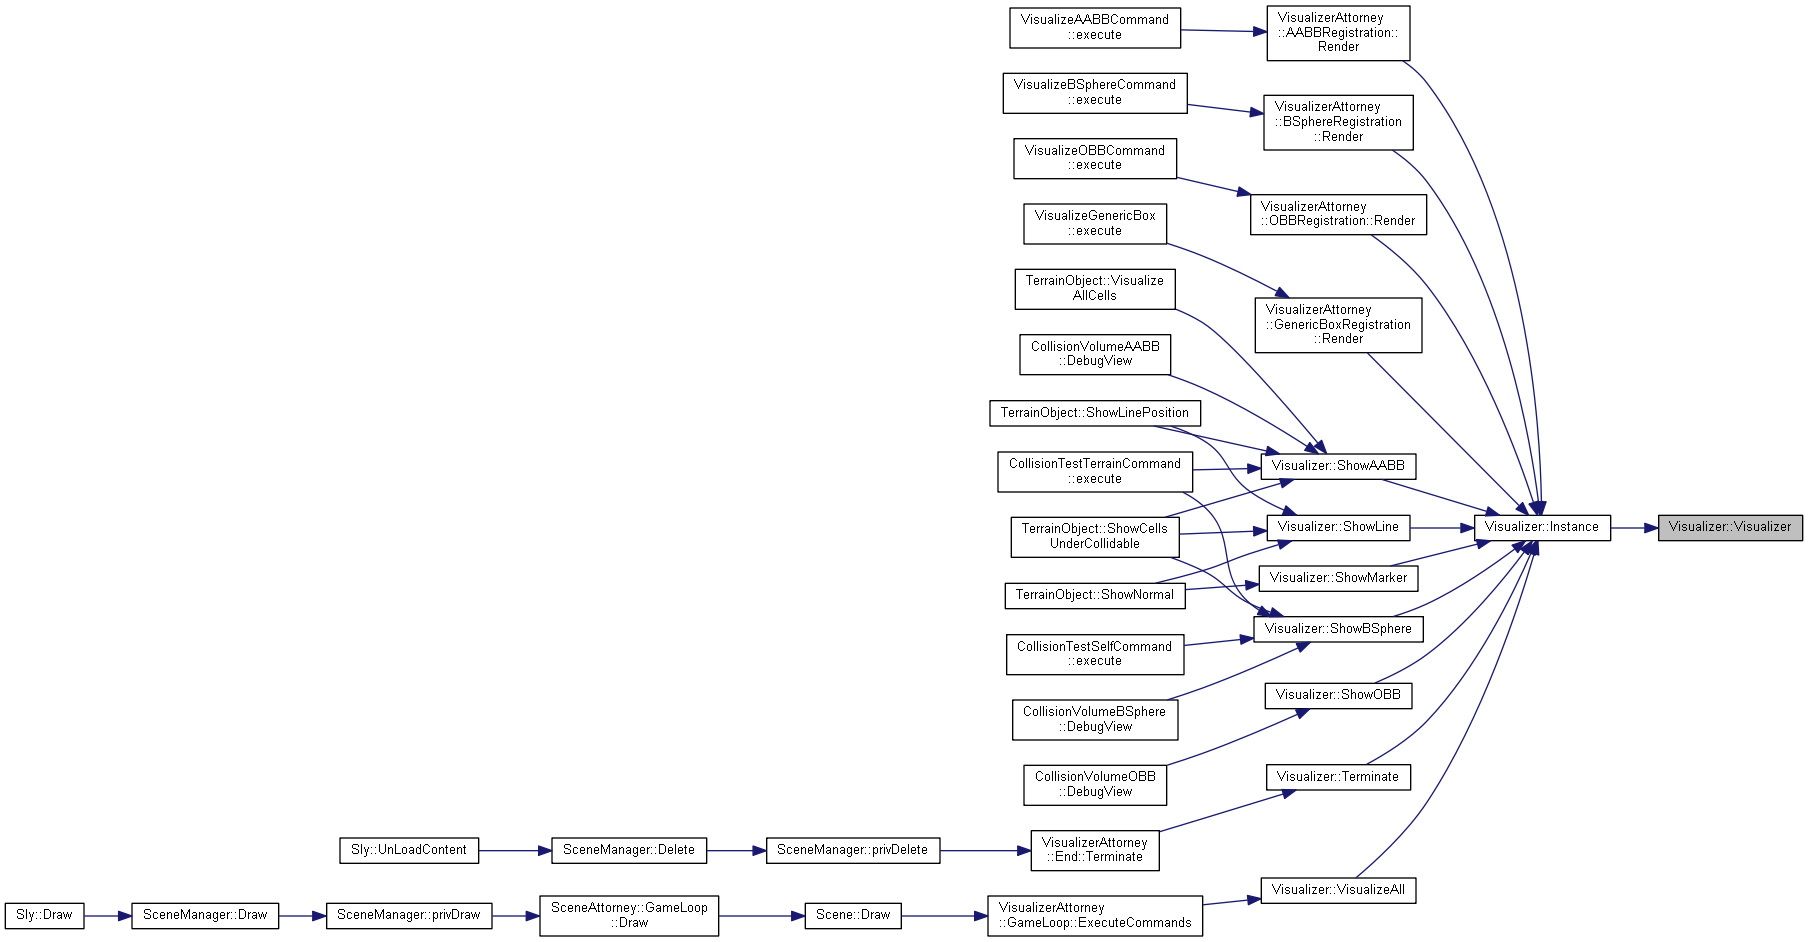 VisualizeAABBCommand
::execute
VisualizerAttorney
::AABBRegistration::
Render
VisualizeBSphereCommand
::execute
VisualizerAttorney
::BSphereRegistration
::Render
VisualizeOBBCommand
::execute
VisualizerAttorney
::OBBRegistration::Render
VisualizeGenericBox
::execute
TerrainObject::Visualize
AllCells
VisualizerAttorney
::GenericBoxRegistration
::Render
CollisionVolumeAABB
::DebugView
TerrainObject::ShowLinePosition
CollisionTestTerrainCommand
::execute
Visualizer::ShowAABB
TerrainObject::ShowCells
UnderCollidable
Visualizer::ShowLine
Visualizer::Instance
Visualizer::Visualizer
TerrainObject::ShowNormal
Visualizer::ShowMarker
Visualizer::ShowBSphere
CollisionTestSelfCommand
::execute
CollisionVolumeBSphere
::DebugView
Visualizer::ShowOBB
CollisionVolumeOBB
::DebugView
Visualizer::Terminate
Sly::UnLoadContent
SceneManager::Delete
SceneManager::privDelete
VisualizerAttorney
::End::Terminate
Visualizer::VisualizeAll
Sly::Draw
SceneManager::Draw
SceneManager::privDraw
SceneAttorney::GameLoop
::Draw
Scene::Draw
VisualizerAttorney
::GameLoop::ExecuteCommands